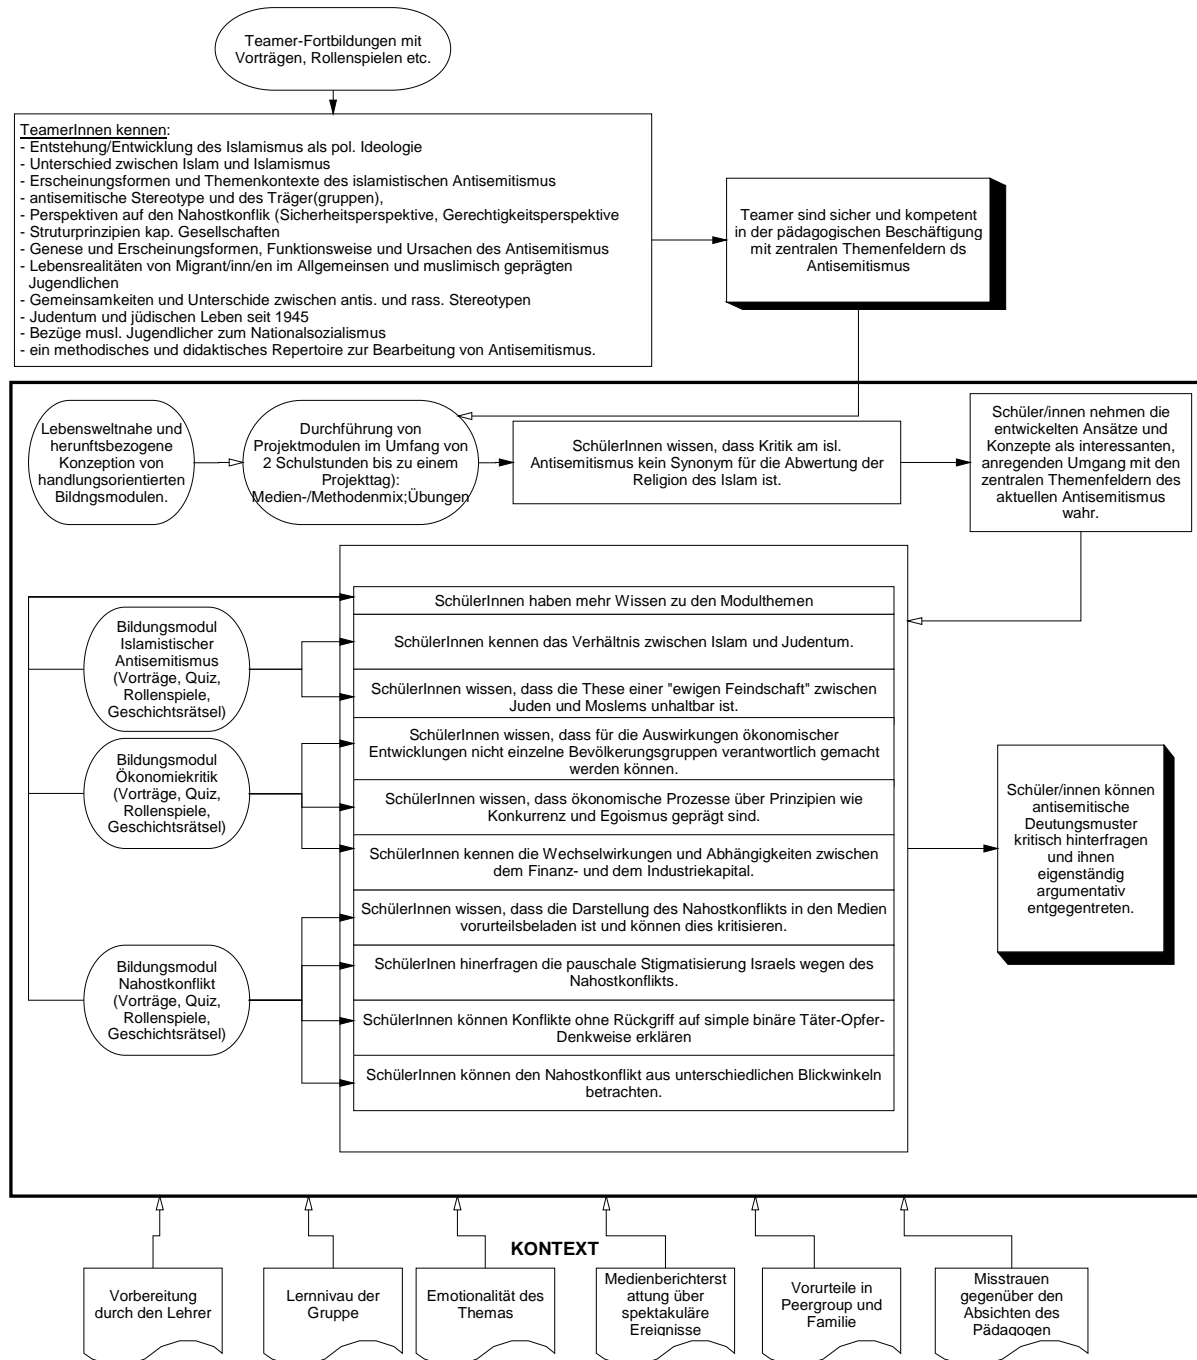 Teamer-Fortbildungen mit
Vorträgen, Rollenspielen etc.
TeamerInnen kennen:
- Entstehung/Entwicklung des Islamismus als pol. Ideologie
- Unterschied zwischen Islam und Islamismus
- Erscheinungsformen und Themenkontexte des islamistischen Antisemitismus
- antisemitische Stereotype und des Träger(gruppen),
- Perspektiven auf den Nahostkonflik (Sicherheitsperspektive, Gerechtigkeitsperspektive
- Struturprinzipien kap. Gesellschaften
- Genese und Erscheinungsformen, Funktionsweise und Ursachen des Antisemitismus
- Lebensrealitäten von Migrant/inn/en im Allgemeinsen und muslimisch geprägten
Jugendlichen
- Gemeinsamkeiten und Unterschide zwischen antis. und rass. Stereotypen
- Judentum und jüdischen Leben seit 1945
- Bezüge musl. Jugendlicher zum Nationalsozialismus
- ein methodisches und didaktisches Repertoire zur Bearbeitung von Antisemitismus.
Teamer sind sicher und kompetent
in der pädagogischen Beschäftigung
mit zentralen Themenfeldern ds
Antisemitismus
Lebensweltnahe und
herunftsbezogene
Konzeption von
handlungsorientierten
Bildngsmodulen.
Durchführung von
Projektmodulen im Umfang von
2 Schulstunden bis zu einem
Projekttag):
Medien-/Methodenmix;Übungen
SchülerInnen wissen, dass Kritik am isl.
Antisemitismus kein Synonym für die Abwertung der
Religion des Islam ist.
Schüler/innen nehmen die
entwickelten Ansätze und
Konzepte als interessanten,
anregenden Umgang mit den
zentralen Themenfeldern des
aktuellen Antisemitismus
wahr.
Bildungsmodul
Islamistischer
Antisemitismus
(Vorträge, Quiz,
Rollenspiele,
Geschichtsrätsel)
Bildungsmodul
Ökonomiekritik
(Vorträge, Quiz,
Rollenspiele,
Geschichtsrätsel)
Bildungsmodul
Nahostkonflikt
(Vorträge, Quiz,
Rollenspiele,
Geschichtsrätsel)
SchülerInnen haben mehr Wissen zu den Modulthemen
SchülerInnen kennen das Verhältnis zwischen Islam und Judentum.
SchülerInnen wissen, dass die These einer "ewigen Feindschaft" zwischen
Juden und Moslems unhaltbar ist.
SchülerInnen wissen, dass für die Auswirkungen ökonomischer
Entwicklungen nicht einzelne Bevölkerungsgruppen verantwortlich gemacht
werden können.
SchülerInnen wissen, dass ökonomische Prozesse über Prinzipien wie
Konkurrenz und Egoismus geprägt sind.
SchülerInnen kennen die Wechselwirkungen und Abhängigkeiten zwischen
dem Finanz- und dem Industriekapital.
SchülerInnen wissen, dass die Darstellung des Nahostkonflikts in den Medien
vorurteilsbeladen ist und können dies kritisieren.
SchülerInen hinerfragen die pauschale Stigmatisierung Israels wegen des
Nahostkonflikts.
SchülerInnen können Konflikte ohne Rückgriff auf simple binäre Täter-Opfer-
Denkweise erklären
SchülerInnen können den Nahostkonflikt aus unterschiedlichen Blickwinkeln
betrachten.
Schüler/innen können
antisemitische
Deutungsmuster
kritisch hinterfragen
und ihnen
eigenständig
argumentativ
entgegentreten.
KONTEXT
Vorbereitung
durch den Lehrer
Lernnivau der
Gruppe
Emotionalität des
Themas
Medienberichterst
attung über
spektakuläre
Ereignisse
Vorurteile in
Peergroup und
Familie
Misstrauen
gegenüber den
Absichten des
Pädagogen